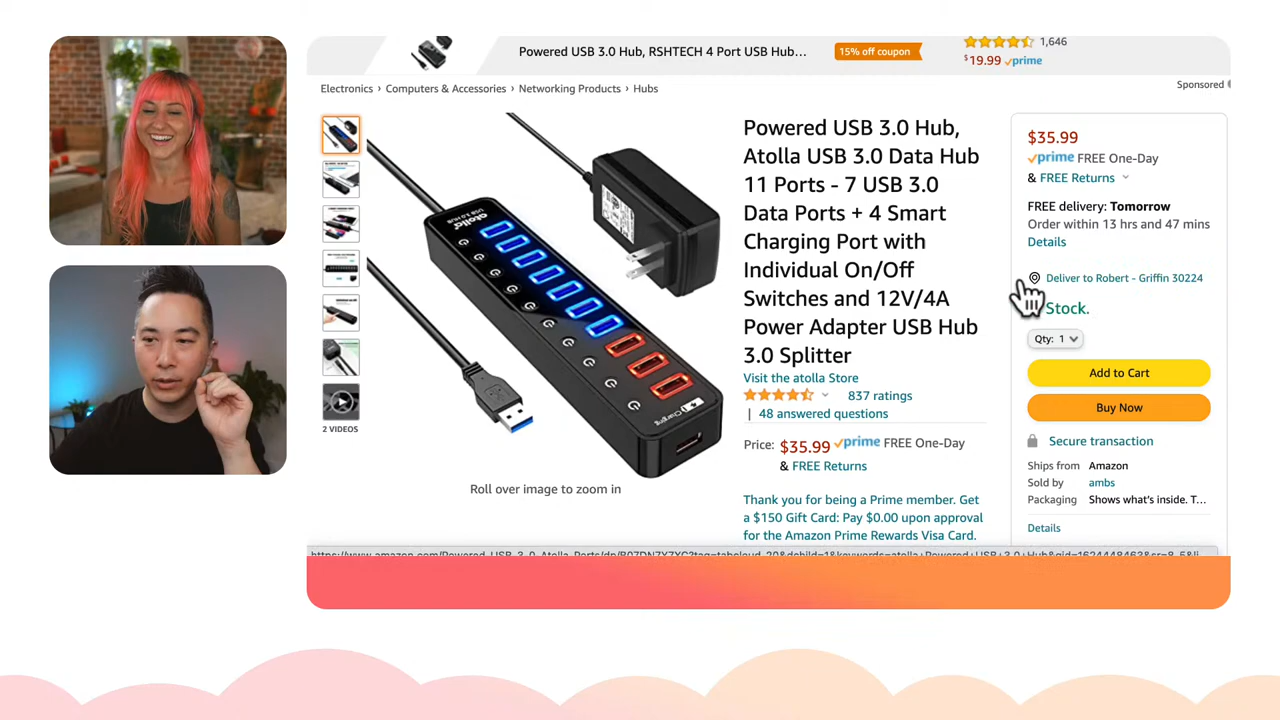 Powered USB 3.0 Hub, RSHTECH 4 Port USB Hub...
15% off coupon
1,646
$19.99 prime
Electronics › Computers & Accessories › Networking Products › Hubs
Sponsored
Powered USB 3.0 Hub,
Atolla USB 3.0 Data Hub
11 Ports - 7 USB 3.0
Data Ports + 4 Smart
Charging Port with
Individual On/Off
Switches and 12V/4A
Power Adapter USB Hub
3.0 Splitter
Visit the atolla Store
837 ratings
| 48 answered questions
Price: $35.99 prime FREE One-Day
& FREE Returns
Thank you for being a Prime member. Get
a $150 Gift Card: Pay $0.00 upon approval
for the Amazon Prime Rewards Visa Card.
atolla
USB 3.0 HUB
Charging
2 VIDEOS
Roll over image to zoom in
$35.99
prime FREE One-Day
& FREE Returns
FREE delivery: Tomorrow
Order within 13 hrs and 47 mins
Details
Deliver to Robert - Griffin 30224
Stock.
Qty: 1
Add to Cart
Buy Now
Secure transaction
Ships from Amazon
Sold by ambs
Packaging Shows what's inside. T...
Details